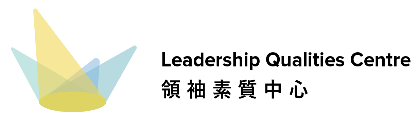 Leadership Qualities Centre
領袖素質中心